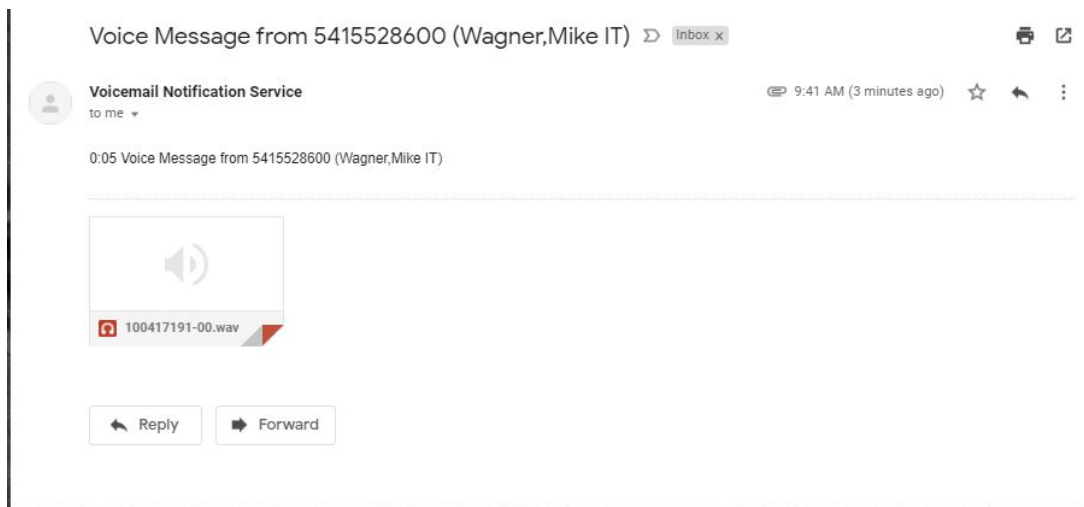 Voice Message from 5415528600 (Wagner,Mike IT) Inbox x
Voicemail Notification Service 9:41 AM (3 minutes ago)
to me
0:05 Voice Message from 5415528600 (Wagner,Mike IT)
100417191-00.wav
Reply Forward